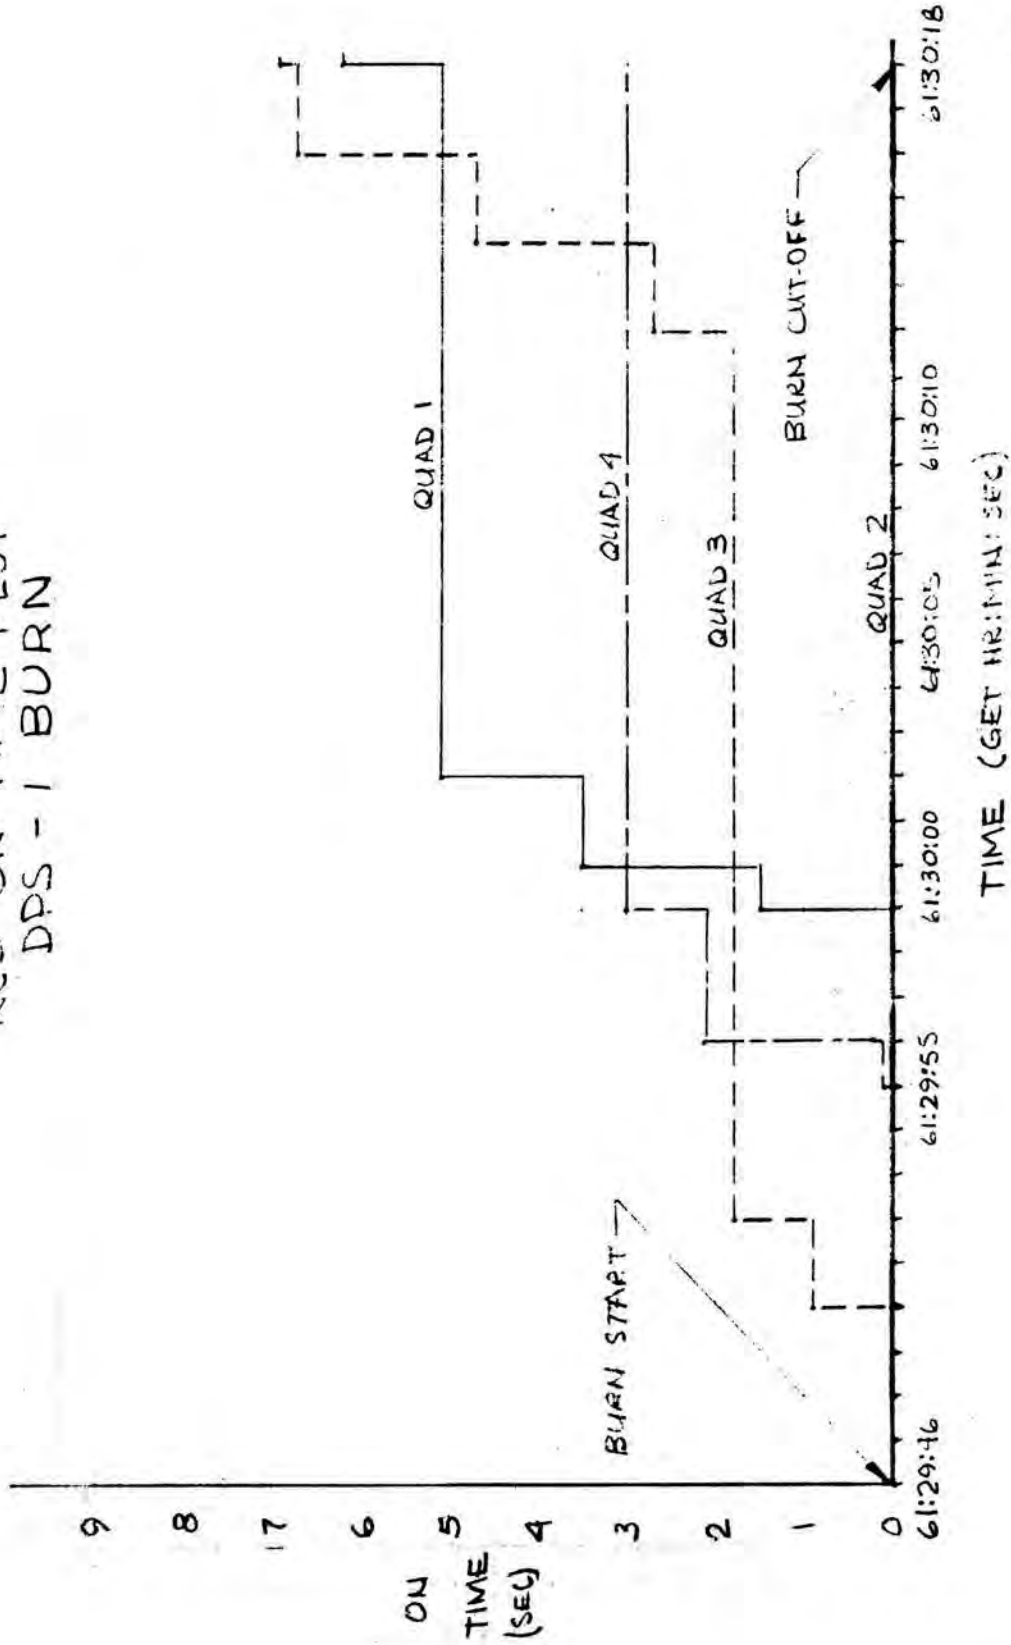 DPS - 1 BURN
9
8
7
6
5
4
3
2
1
0
ON
TIME
(SEC)
QUAD 1
QUAD 4
QUAD 3
QUAD 2
BURN START
BURN CUT-OFF
61:29:46
61:29:55
61:30:00
61:30:05
61:30:10
61:30:18
TIME (GET HR:MIN:SEC)